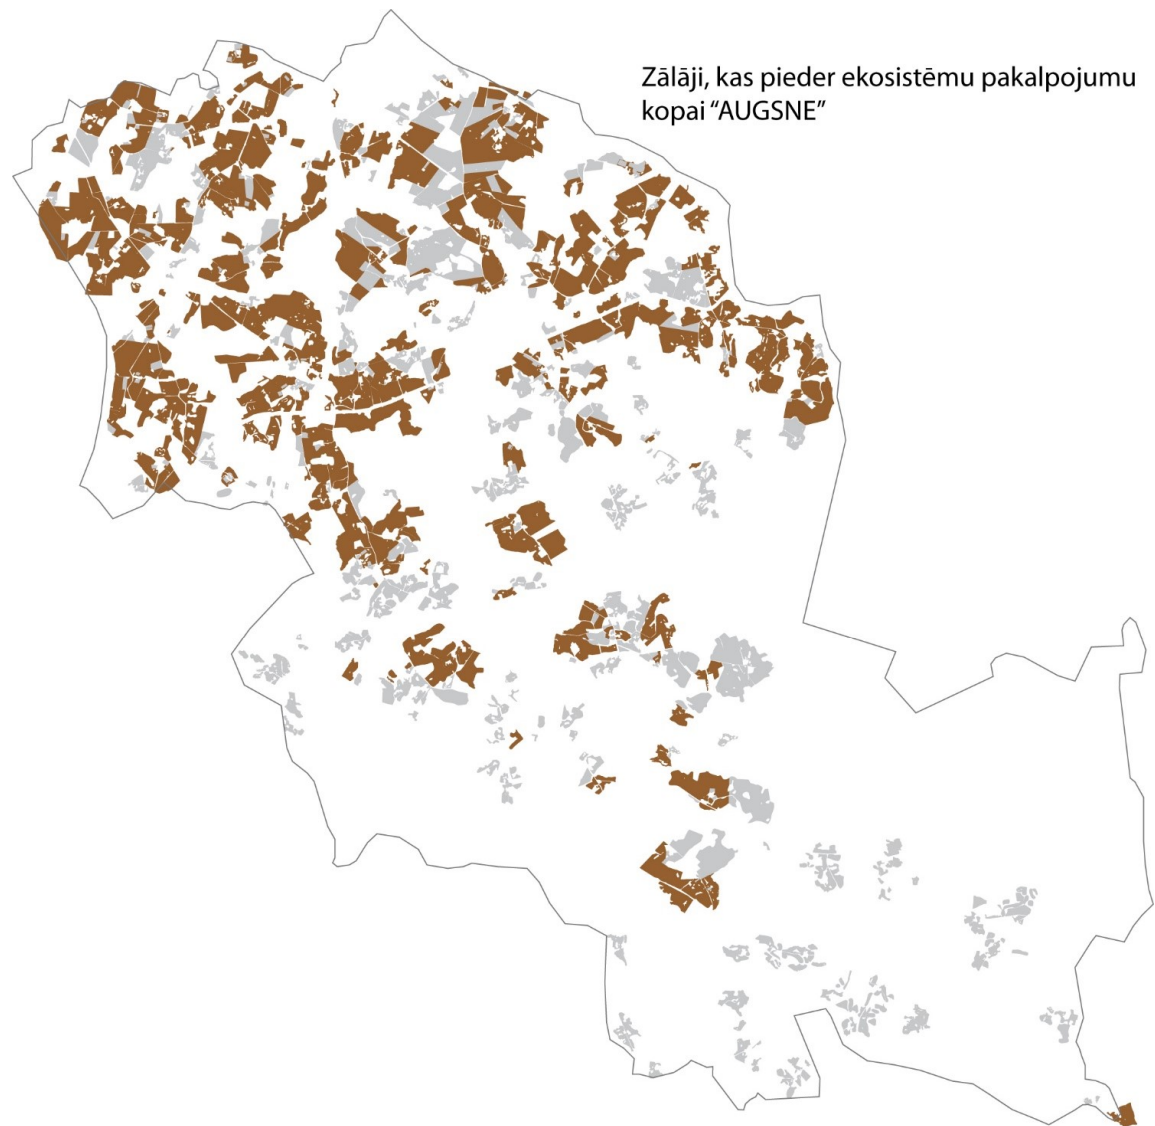 Zālāji, kas pieder ekosistēmu pakalpojumu
kopai “AUGSNE”